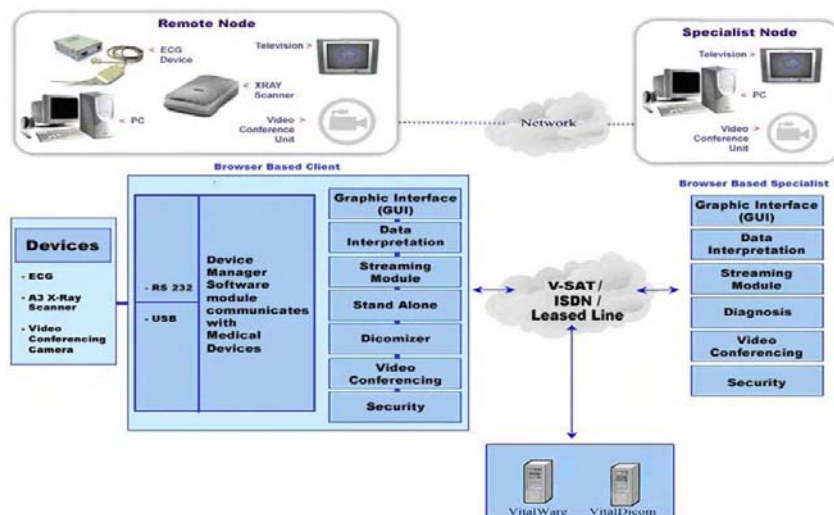 Remote Node
< ECG
Device
Television >
< XRAY
Scanner
< PC
Video >
Conference
Unit
Network
Specialist Node
Television >
< PC
Video >
Conference
Unit
Browser Based Client
Devices
- ECG
- A3 X-Ray
Scanner
- Video
Conferencing
Camera
- RS 232
- USB
Device
Manager
Software
module
communicates
with
Medical
Devices
Graphic Interface
(GUI)
Data
Interpretation
Streaming
Module
Stand Alone
Dicomizer
Video
Conferencing
Security
V-SAT /
ISDN /
Leased Line
Browser Based Specialist
Graphic Interface
(GUI)
Data
Interpretation
Streaming
Module
Diagnosis
Video
Conferencing
Security
VitalWare
VitalDicom